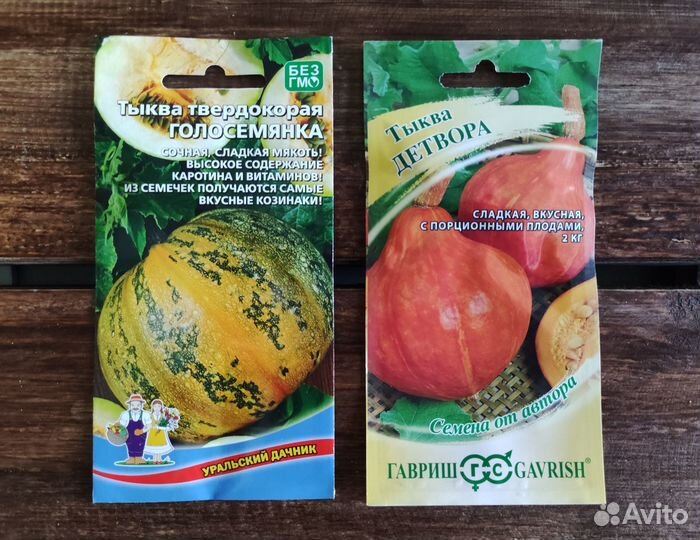 БЕЗ
ГМО
Тыква твердокорая
ГОЛОСЕМЯНКА
СОЧНАЯ, СЛАДКАЯ МЯКОТЬ!
ВЫСОКОЕ СОДЕРЖАНИЕ
КАРОТИНА И ВИТАМИНОВ!
ИЗ СЕМЕЧЕК ПОЛУЧАЮТСЯ САМЫЕ
ВКУСНЫЕ КОЗИНАКИ!
УРАЛЬСКИЙ ДАЧНИК
Тыква
ДЕТВОРА
СЛАДКАЯ, ВКУСНАЯ,
С ПОРЦИОННЫМИ ПЛОДАМИ,
2 КГ
Семена от автора
ГАВРИШ Г С GAVRISH®
Avito